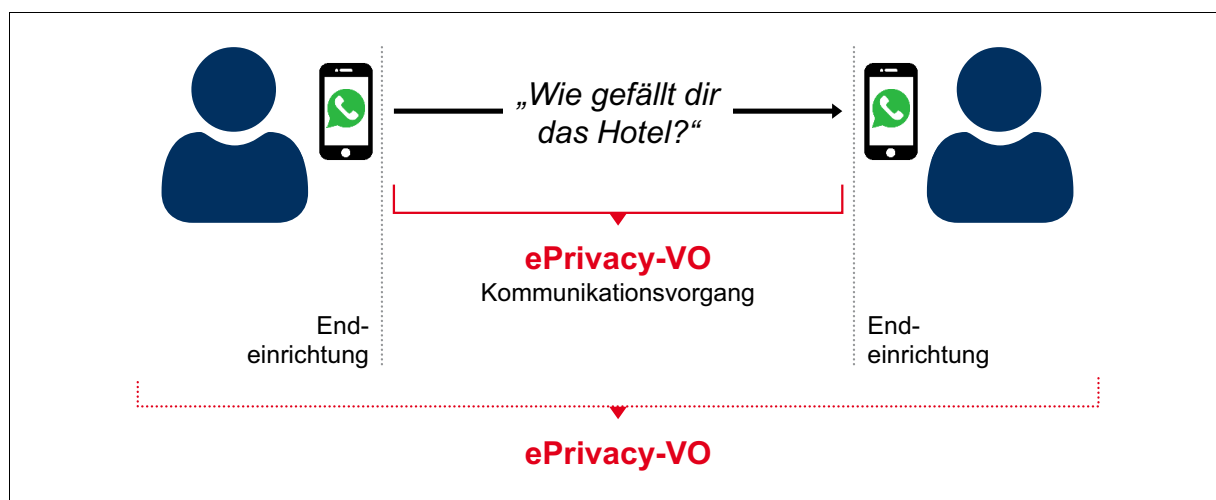 „Wie gefällt dir
das Hotel?“
ePrivacy-VO
Kommunikationsvorgang
End-
einrichtung
End-
einrichtung
ePrivacy-VO